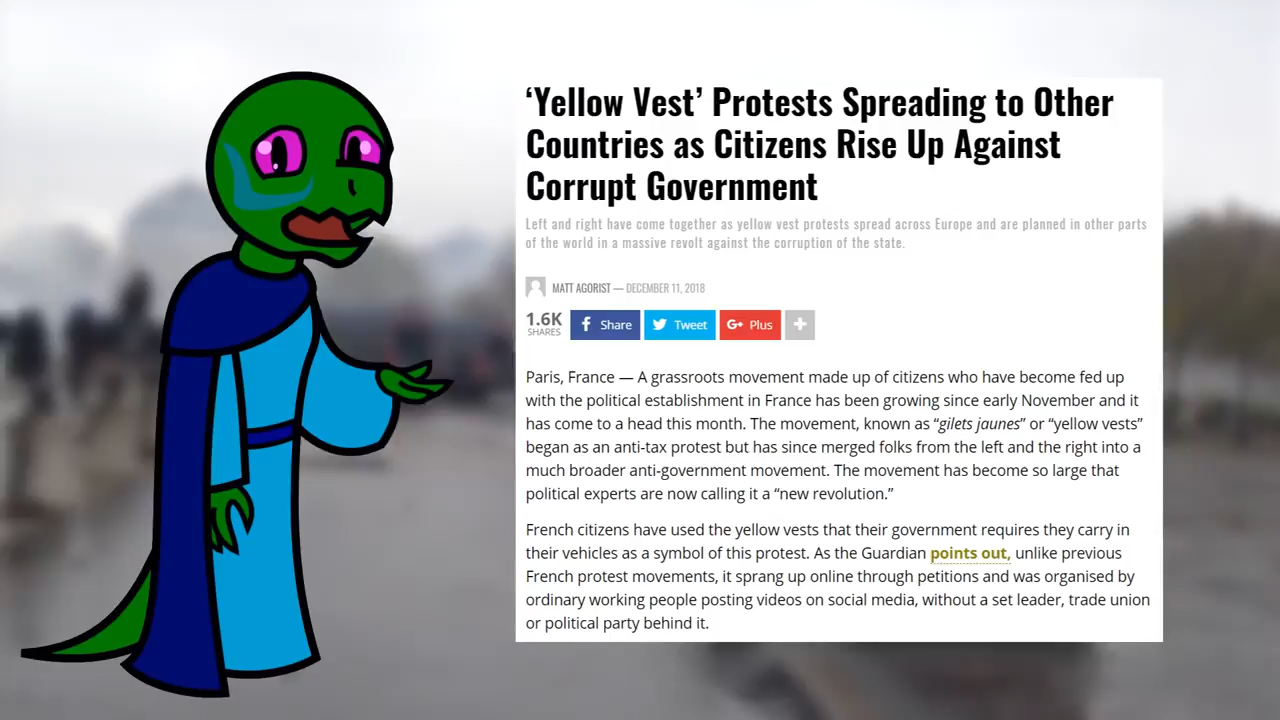 ‘Yellow Vest’ Protests Spreading to Other
Countries as Citizens Rise Up Against
Corrupt Government
Left and right have come together as yellow vest protests spread across Europe and are planned in other parts
of the world in a massive revolt against the corruption of the state.
MATT AGORIST — DECEMBER 11, 2018
1.6K
SHARES
Share
Tweet
G+ Plus
Paris, France — A grassroots movement made up of citizens who have become fed up
with the political establishment in France has been growing since early November and it
has come to a head this month. The movement, known as “gilets jaunes” or “yellow vests”
began as an anti-tax protest but has since merged folks from the left and the right into a
much broader anti-government movement. The movement has become so large that
political experts are now calling it a “new revolution.”
French citizens have used the yellow vests that their government requires they carry in
their vehicles as a symbol of this protest. As the Guardian points out, unlike previous
French protest movements, it sprang up online through petitions and was organised by
ordinary working people posting videos on social media, without a set leader, trade union
or political party behind it.